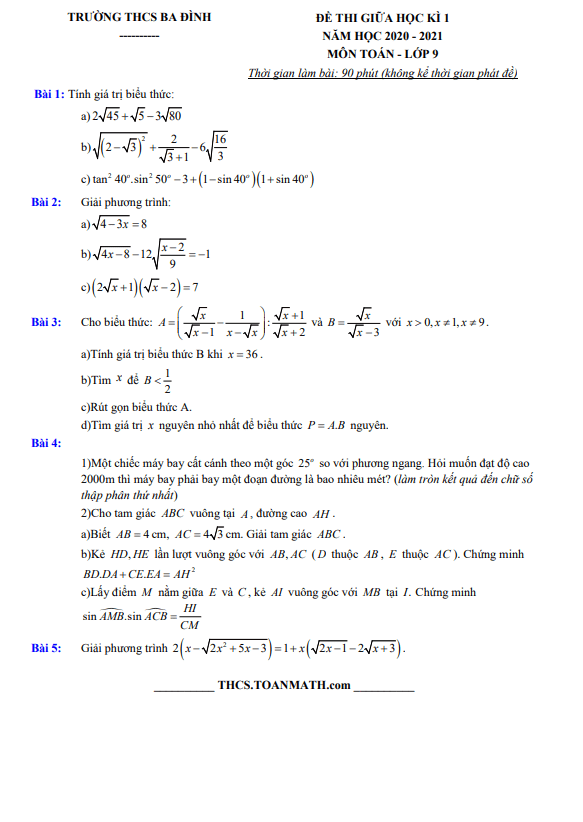 TRƯỜNG THCS BA ĐÌNH
----------
ĐỀ THI GIỮA HỌC KÌ 1
NĂM HỌC 2020 - 2021
MÔN TOÁN - LỚP 9
Thời gian làm bài: 90 phút (không kể thời gian phát đề)
Bài 1: Tính giá trị biểu thức:
a) $2\sqrt{45}+\sqrt{5}-3\sqrt{80}$
b) $\sqrt{\left(2-\sqrt{3}\right)^2}+\frac{2}{\sqrt{3}+1}-6\sqrt{\frac{16}{3}}$
c) $\tan^2 40^o.\sin^2 50^o-3+\left(1-\sin 40^o\right)\left(1+\sin 40^o\right)$
Bài 2: Giải phương trình:
a) $\sqrt{4-3x}=8$
b) $\sqrt{4x-8}-12\sqrt{\frac{x-2}{9}}=-1$
c) $\left(2\sqrt{x}+1\right)\left(\sqrt{x}-2\right)=7$
Bài 3: Cho biểu thức: $A=\left(\frac{\sqrt{x}}{\sqrt{x}-1}-\frac{1}{x-\sqrt{x}}\right):\frac{\sqrt{x}+1}{\sqrt{x}+2}$ và $B=\frac{\sqrt{x}}{\sqrt{x}-3}$ với $x>0, x\neq 1, x\neq 9$.
a)Tính giá trị biểu thức B khi $x=36$.
b)Tìm $x$ để $B<\frac{1}{2}$
c)Rút gọn biểu thức A.
d)Tìm giá trị $x$ nguyên nhỏ nhất để biểu thức $P=A.B$ nguyên.
Bài 4:
1)Một chiếc máy bay cất cánh theo một góc $25^o$ so với phương ngang. Hỏi muốn đạt độ cao
2000m thì máy bay phải bay một đoạn đường là bao nhiêu mét? (làm tròn kết quả đến chữ số
thập phân thứ nhất)
2)Cho tam giác $ABC$ vuông tại $A$, đường cao $AH$.
a)Biết $AB=4$ cm, $AC=4\sqrt{3}$ cm. Giải tam giác $ABC$.
b)Kẻ $HD, HE$ lần lượt vuông góc với $AB, AC$ ($D$ thuộc $AB$, $E$ thuộc $AC$). Chứng minh
$BD.DA+CE.EA=AH^2$
c)Lấy điểm $M$ nằm giữa $E$ và $C$, kẻ $AI$ vuông góc với $MB$ tại $I$. Chứng minh
$\sin\widehat{AMB}.\sin\widehat{ACB}=\frac{HI}{CM}$
Bài 5: Giải phương trình $2\left(x-\sqrt{2x^2+5x-3}\right)=1+x\left(\sqrt{2x-1}-2\sqrt{x+3}\right)$.
THCS.TOANMATH.com